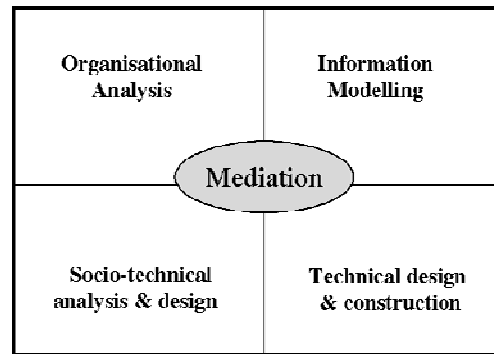 Organisational
Analysis
Information
Modelling
Mediation
Socio-technical
analysis & design
Technical design
& construction